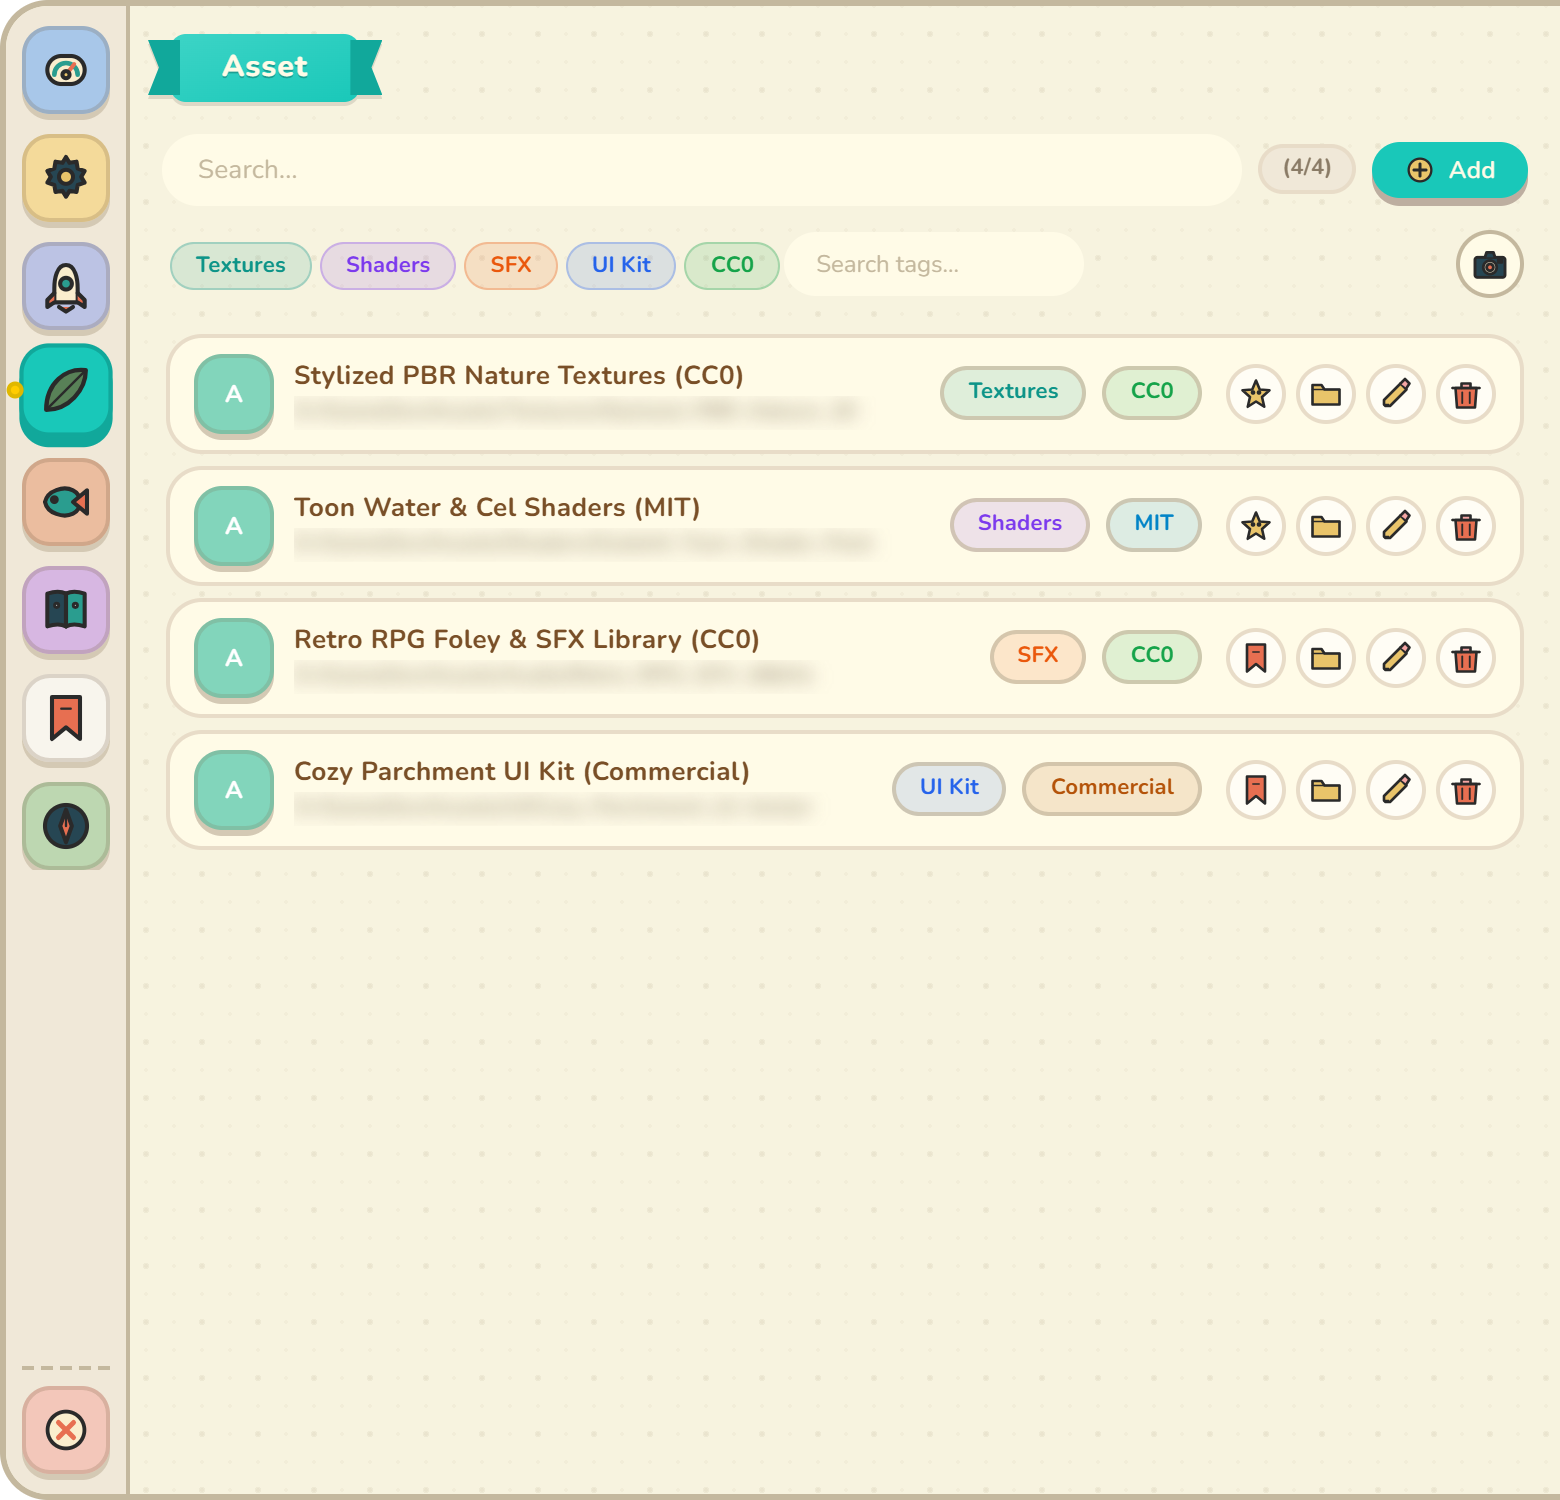 Asset
Search...
(4/4)
Add
Textures
Shaders
SFX
UI Kit
CC0
Search tags...
A
Stylized PBR Nature Textures (CC0)
Textures
CC0
A
Toon Water & Cel Shaders (MIT)
Shaders
MIT
A
Retro RPG Foley & SFX Library (CC0)
SFX
CC0
A
Cozy Parchment UI Kit (Commercial)
UI Kit
Commercial